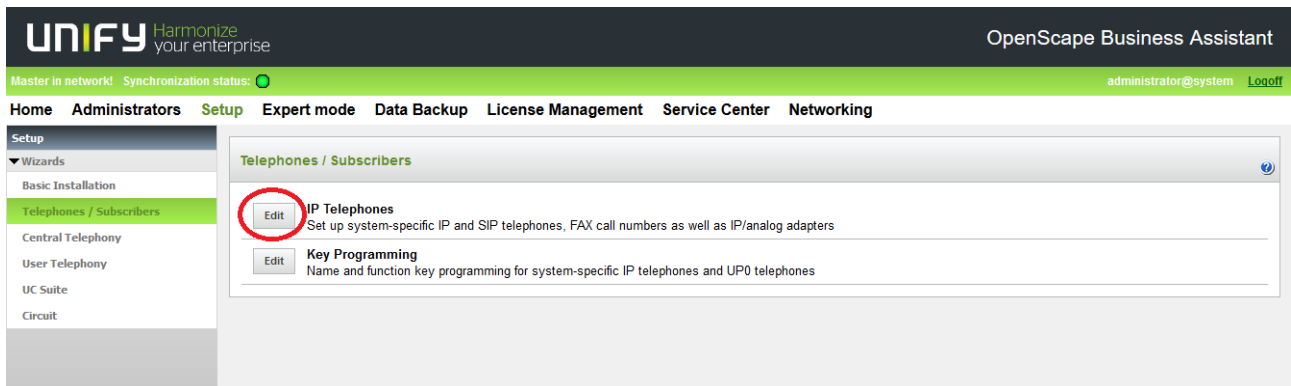 UNIFY Harmonize
your enterprise
OpenScape Business Assistant
Master in network! Synchronization status:
administrator@system Logoff
Home Administrators Setup Expert mode Data Backup License Management Service Center Networking
Setup
Wizards
Basic Installation
Telephones / Subscribers
Central Telephony
User Telephony
UC Suite
Circuit
Telephones / Subscribers
?
Edit
IP Telephones
Set up system-specific IP and SIP telephones, FAX call numbers as well as IP/analog adapters
Edit
Key Programming
Name and function key programming for system-specific IP telephones and UP0 telephones